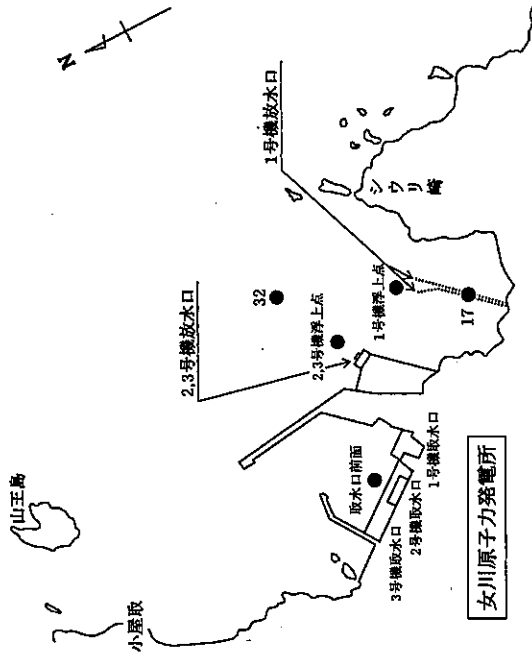 N
山王島
小屋取
2,3号機放水口
1号機放水口
32
2,3号機浮上点
1号機浮上点
17
シウリ崎
取水口前面
3号機取水口
2号機取水口
1号機取水口
女川原子力発電所